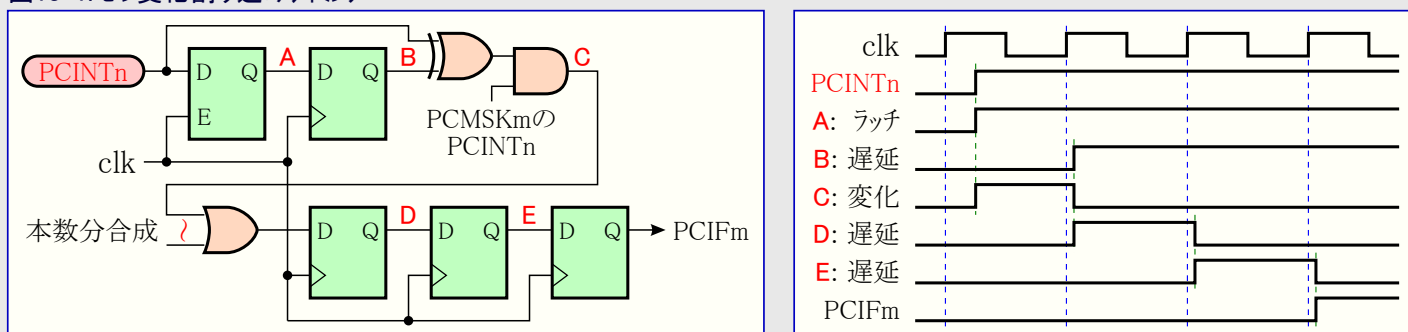 PCINTn
D
Q
E
A
D
Q
B
C
PCMSKmの
PCINTn
clk
本数分合成
~
D
Q
D
D
Q
E
D
Q
PCIFm
clk
PCINTn
A: ラッチ
B: 遅延
C: 変化
D: 遅延
E: 遅延
PCIFm